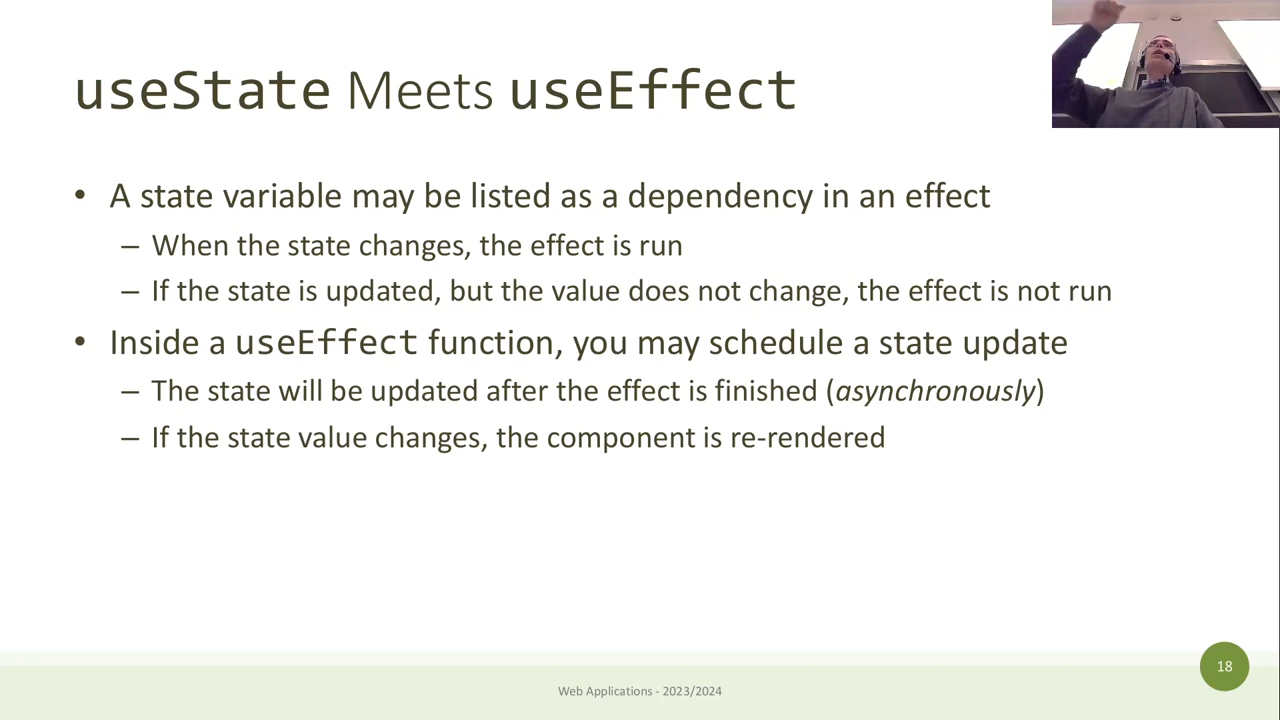 useState Meets useEffect
• A state variable may be listed as a dependency in an effect
– When the state changes, the effect is run
– If the state is updated, but the value does not change, the effect is not run
• Inside a useEffect function, you may schedule a state update
– The state will be updated after the effect is finished (asynchronously)
– If the state value changes, the component is re-rendered
18
Web Applications - 2023/2024